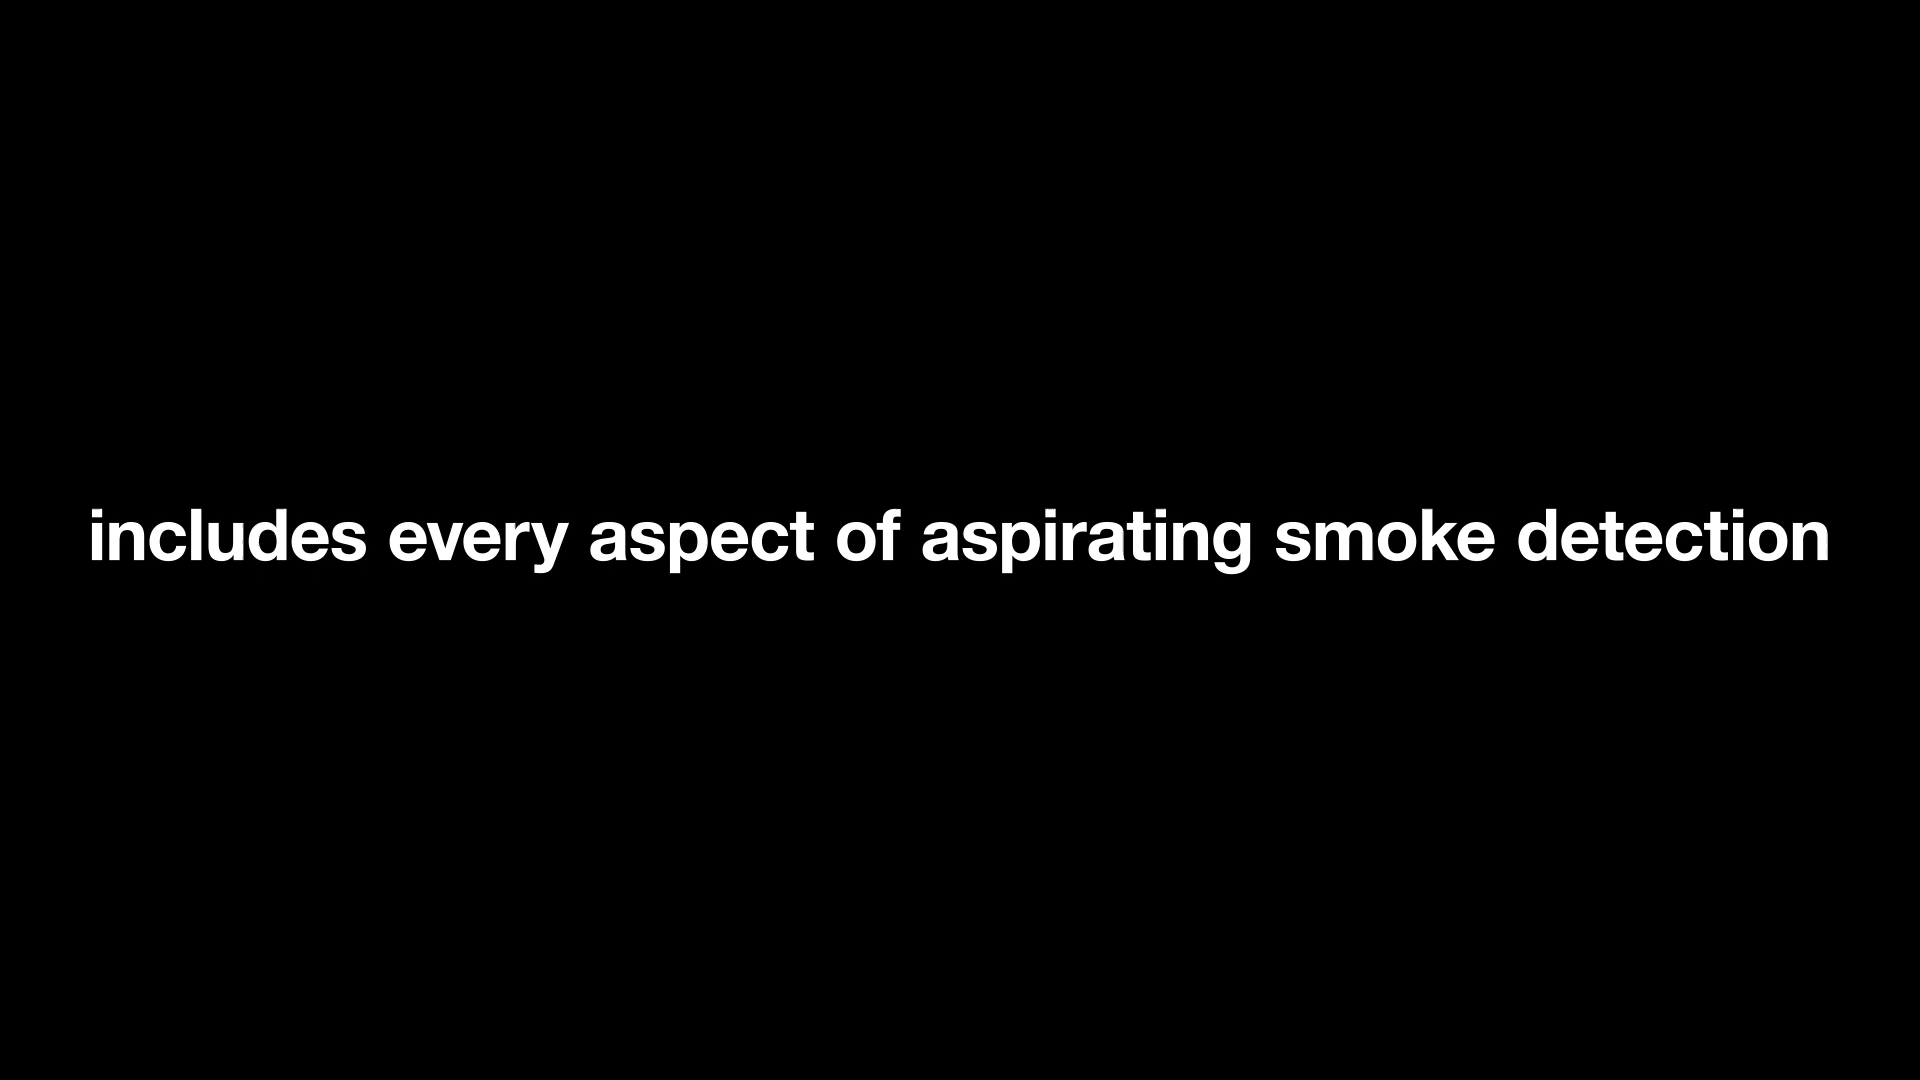 includes every aspect of aspirating smoke detection